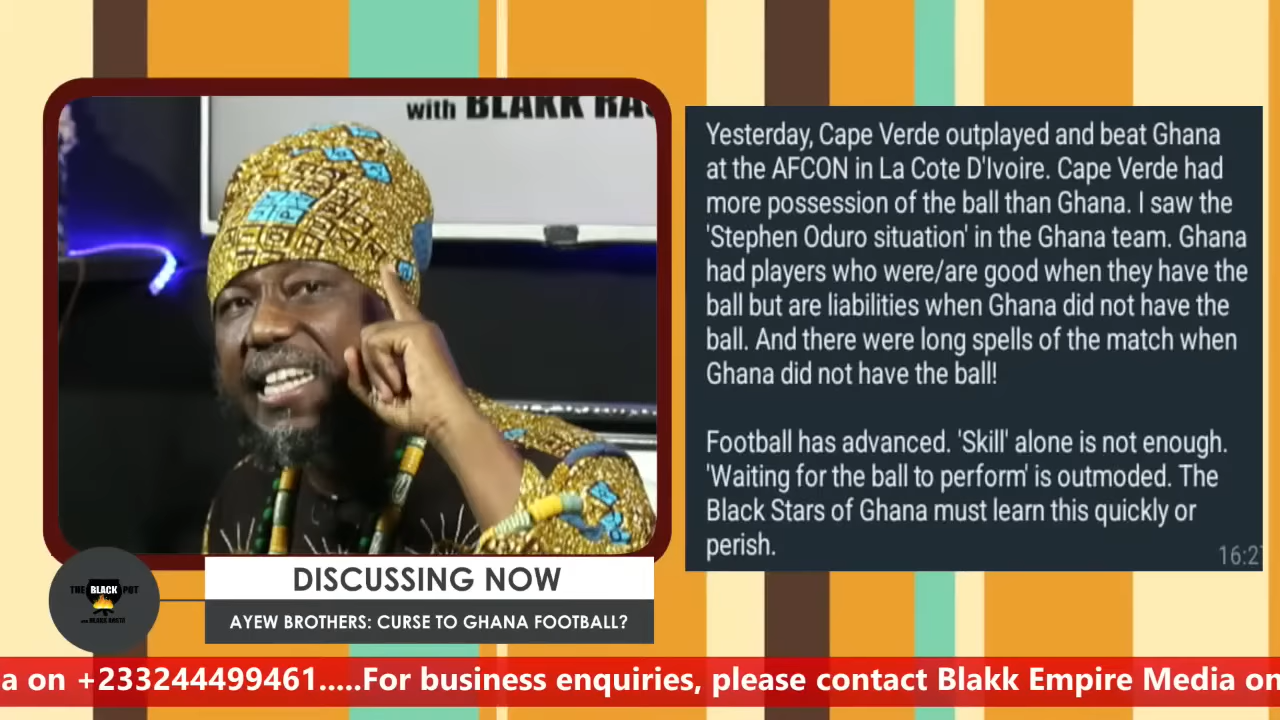 with BLAKK RAS
Yesterday, Cape Verde outplayed and beat Ghana
at the AFCON in La Cote D'Ivoire. Cape Verde had
more possession of the ball than Ghana. I saw the
'Stephen Oduro situation' in the Ghana team. Ghana
had players who were/are good when they have the
ball but are liabilities when Ghana did not have the
ball. And there were long spells of the match when
Ghana did not have the ball!
Football has advanced. 'Skill' alone is not enough.
'Waiting for the ball to perform' is outmoded. The
Black Stars of Ghana must learn this quickly or
perish.
16:2
THE BLACK POT
with BLAKK RASTA
DISCUSSING NOW
AYEW BROTHERS: CURSE TO GHANA FOOTBALL?
a on +233244499461.....For business enquiries, please contact Blakk Empire Media on